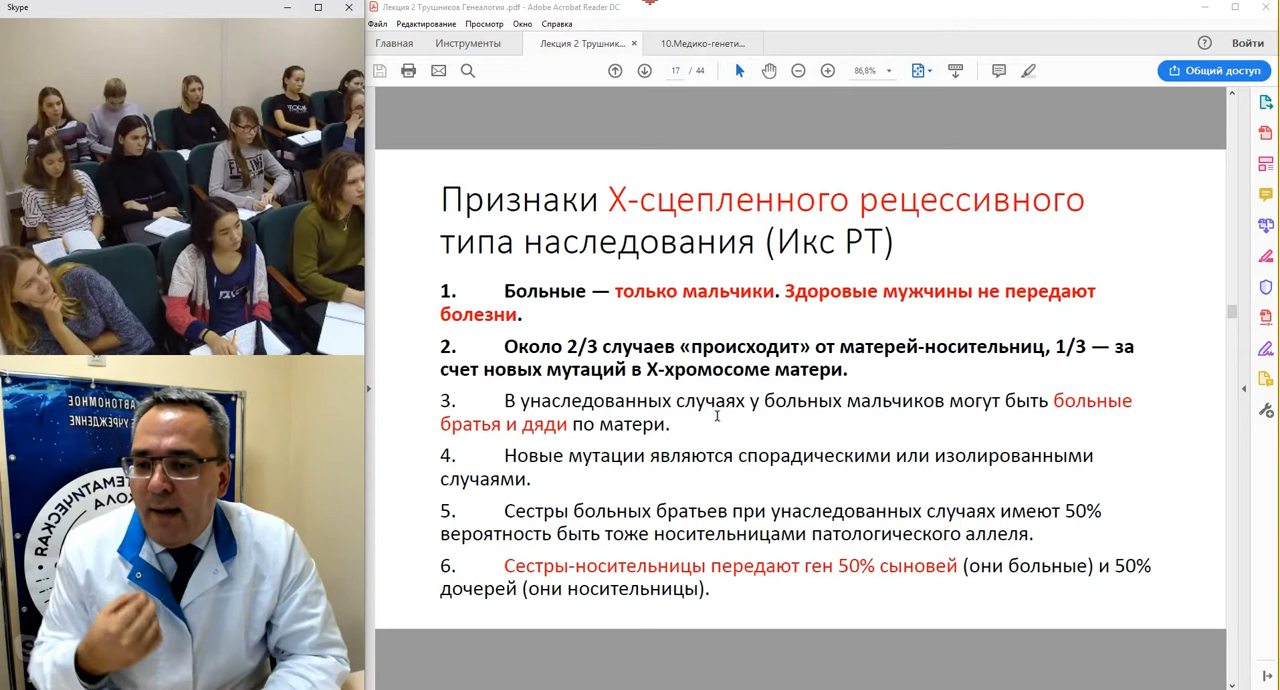 Skype
Лекция 2 Трушников Генеалогия .pdf - Adobe Acrobat Reader DC
Файл Редактирование Просмотр Окно Справка
Главная Инструменты Лекция 2 Трушник... × 10.Медико-генети... Войти
17 / 44 86,8% Общий доступ
Признаки Х-сцепленного рецессивного
типа наследования (Икс РТ)
1. Больные — только мальчики. Здоровые мужчины не передают
болезни.
2. Около 2/3 случаев «происходит» от матерей-носительниц, 1/3 — за
счет новых мутаций в Х-хромосоме матери.
3. В унаследованных случаях у больных мальчиков могут быть больные
братья и дяди по матери.
4. Новые мутации являются спорадическими или изолированными
случаями.
5. Сестры больных братьев при унаследованных случаях имеют 50%
вероятность быть тоже носительницами патологического аллеля.
6. Сестры-носительницы передают ген 50% сыновей (они больные) и 50%
дочерей (они носительницы).
АВТОНОМНОЕ
УЧРЕЖДЕНИЕ